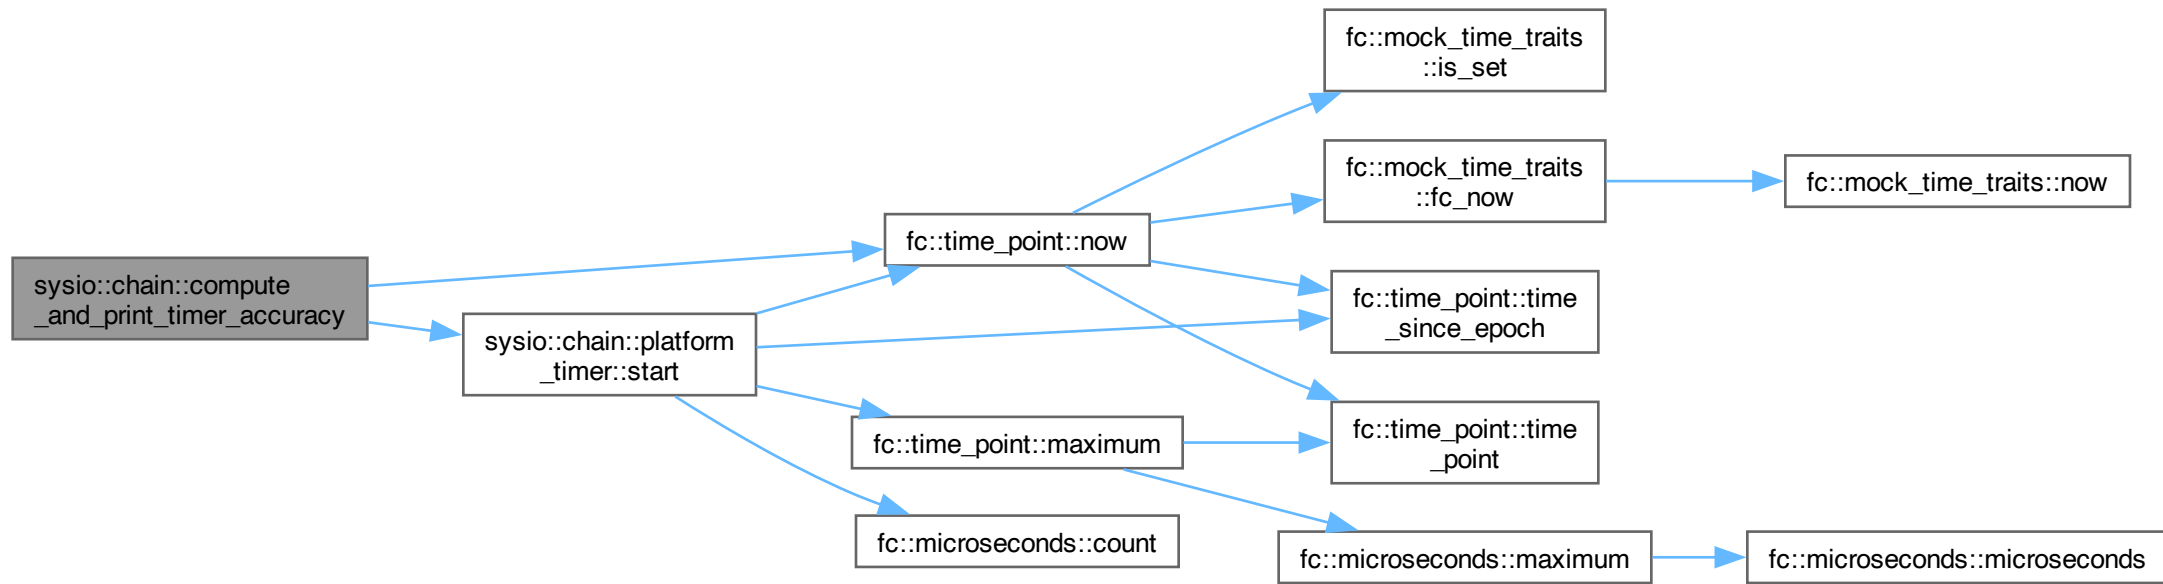 sysio::chain::compute
_and_print_timer_accuracy
sysio::chain::platform
_timer::start
fc::time_point::now
fc::time_point::maximum
fc::microseconds::count
fc::mock_time_traits
::is_set
fc::mock_time_traits
::fc_now
fc::time_point::time
_since_epoch
fc::time_point::time
_point
fc::microseconds::maximum
fc::mock_time_traits::now
fc::microseconds::microseconds